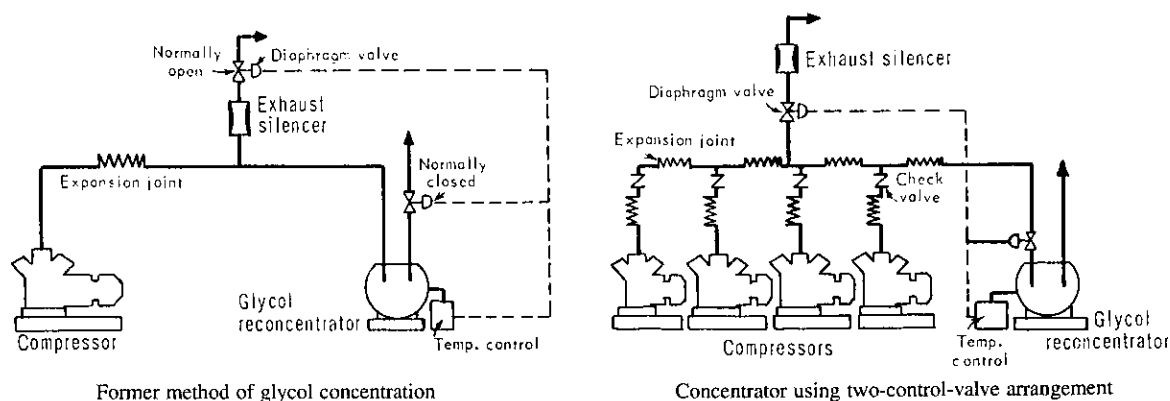 Normally
open
Diaphragm valve
Exhaust
silencer
Expansion joint
Normally
closed
Glycol
reconcentrator
Compressor
Temp. control
Former method of glycol concentration
Exhaust silencer
Diaphragm valve
Expansion joint
Check
valve
Compressors
Temp.
control
Glycol
reconcentrator
Concentrator using two-control-valve arrangement